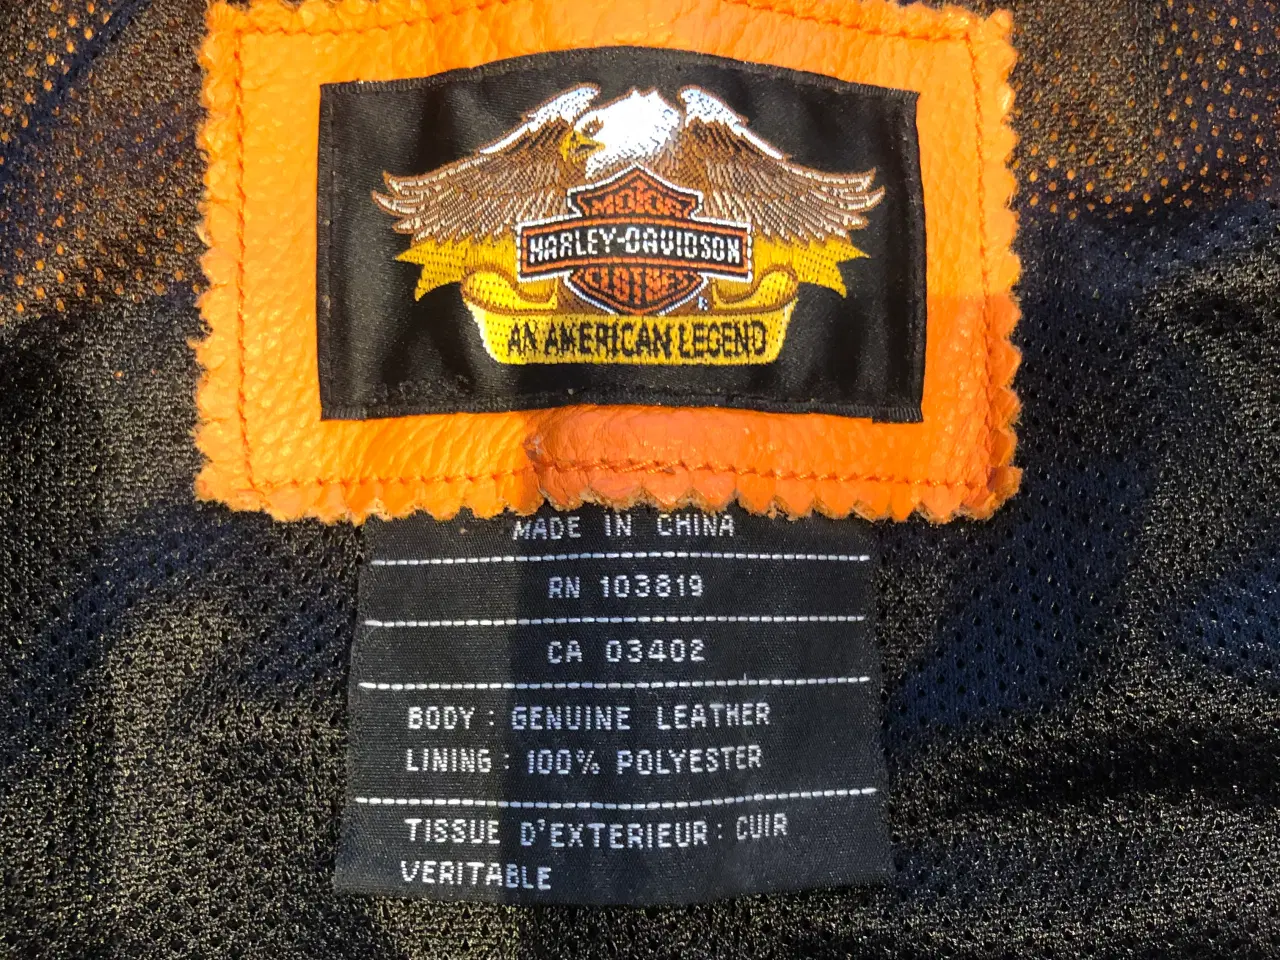 MOTOR
HARLEY-DAVIDSON
AN AMERICAN LEGEND
MADE IN CHINA
RN 103819
CA 03402
BODY : GENUINE LEATHER
LINING : 100% POLYESTER
TISSUE D'EXTERIEUR : CUIR
VERITABLE